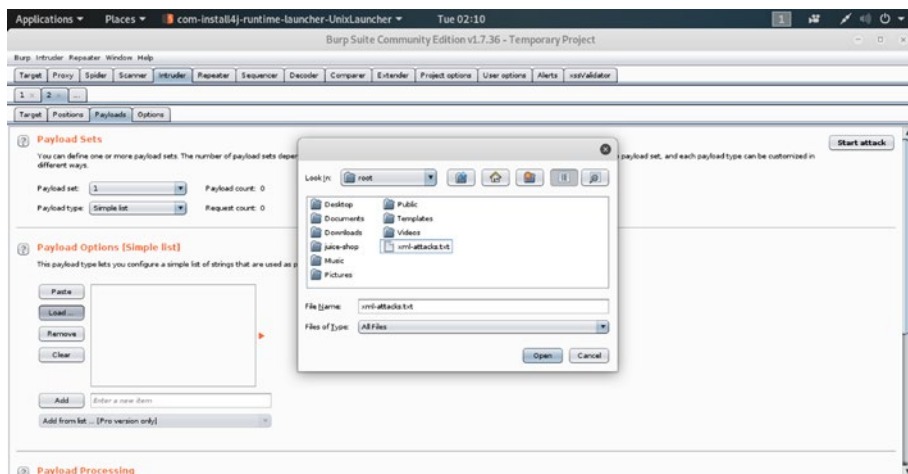 Applications Places com-install4j-runtime-launcher-UnixLauncher Tue 02:10 1
Burp Suite Community Edition v1.7.36 - Temporary Project
Burp Intruder Repeater Window Help
Target Proxy Spider Scanner Intruder Repeater Sequencer Decoder Comparer Extender Project options User options Alerts xssValidator
1 × 2 × ...
Target Positions Payloads Options
? Payload Sets
Start attack
You can define one or more payload sets. The number of payload sets deper
payload set, and each payload type can be customized in
different ways.
Payload set: 1 Payload count: 0
Payload type: Simple list Request count: 0
? Payload Options [Simple list]
This payload type lets you configure a simple list of strings that are used as p
Paste
Load ...
Remove
Clear
Add Enter a new item
Add from list ... [Pro version only]
? Payload Processing
Look in: root
Desktop Public
Documents Templates
Downloads Videos
juice-shop xml-attacks.txt
Music
Pictures
File Name: xml-attacks.txt
Files of Type: All Files
Open Cancel